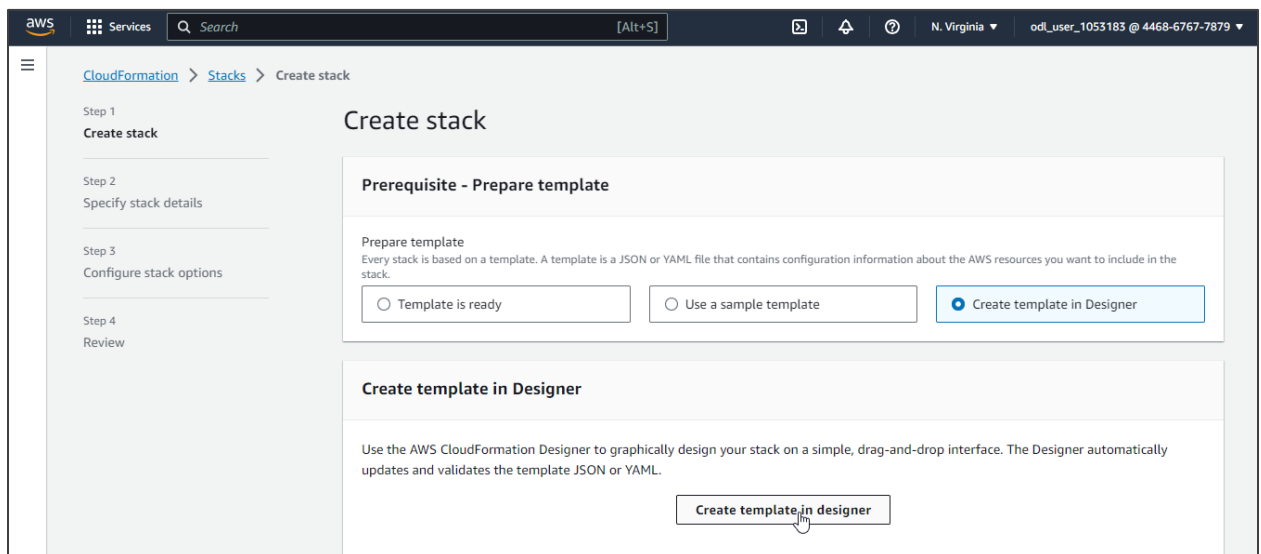 aws Services Search [Alt+S] N. Virginia ▼ odl_user_1053183 @ 4468-6767-7879 ▼
CloudFormation > Stacks > Create stack
Step 1
Create stack
Step 2
Specify stack details
Step 3
Configure stack options
Step 4
Review
Create stack
Prerequisite - Prepare template
Prepare template
Every stack is based on a template. A template is a JSON or YAML file that contains configuration information about the AWS resources you want to include in the
stack.
Template is ready
Use a sample template
Create template in Designer
Create template in Designer
Use the AWS CloudFormation Designer to graphically design your stack on a simple, drag-and-drop interface. The Designer automatically
updates and validates the template JSON or YAML.
Create template in designer